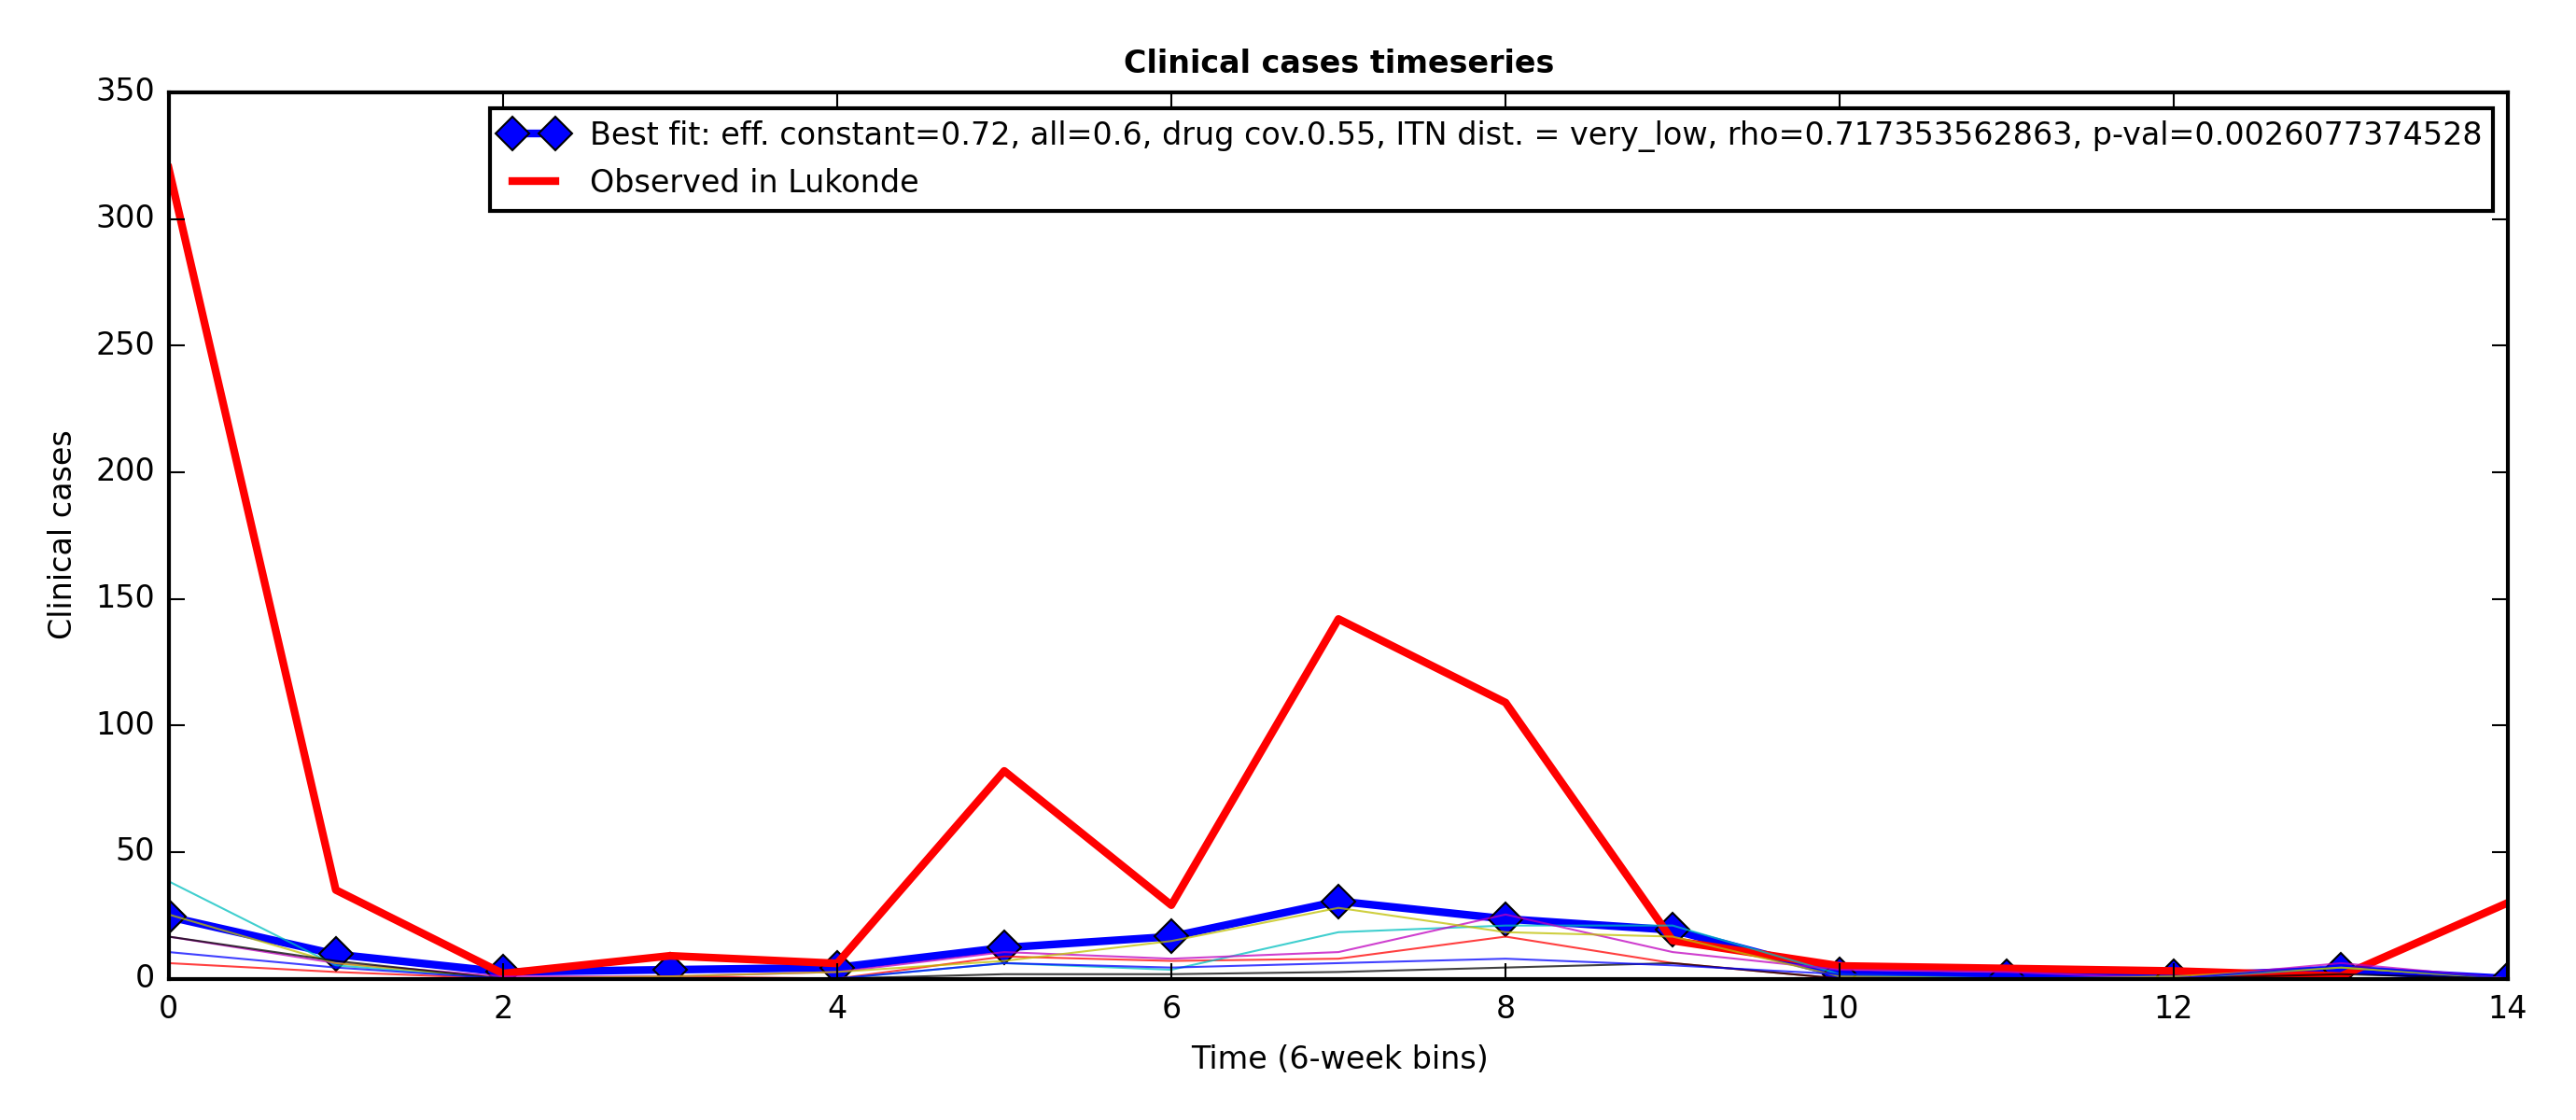 Clinical cases timeseries
350
300
250
200
150
100
50
0
Clinical cases
Best fit: eff. constant=0.72, all=0.6, drug cov.0.55, ITN dist. = very_low, rho=0.717353562863, p-val=0.0026077374528
Observed in Lukonde
0 2 4 6 8 10 12 14
Time (6-week bins)